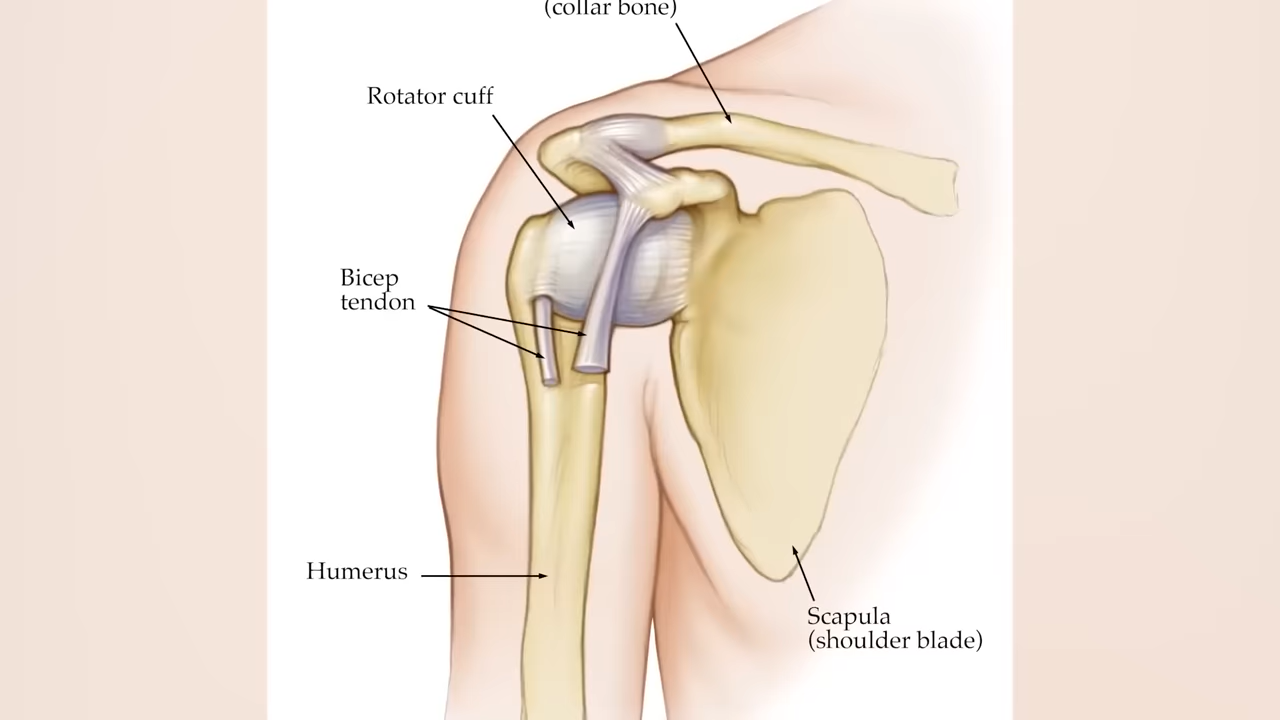 (collar bone)
Rotator cuff
Bicep
tendon
Humerus
Scapula
(shoulder blade)